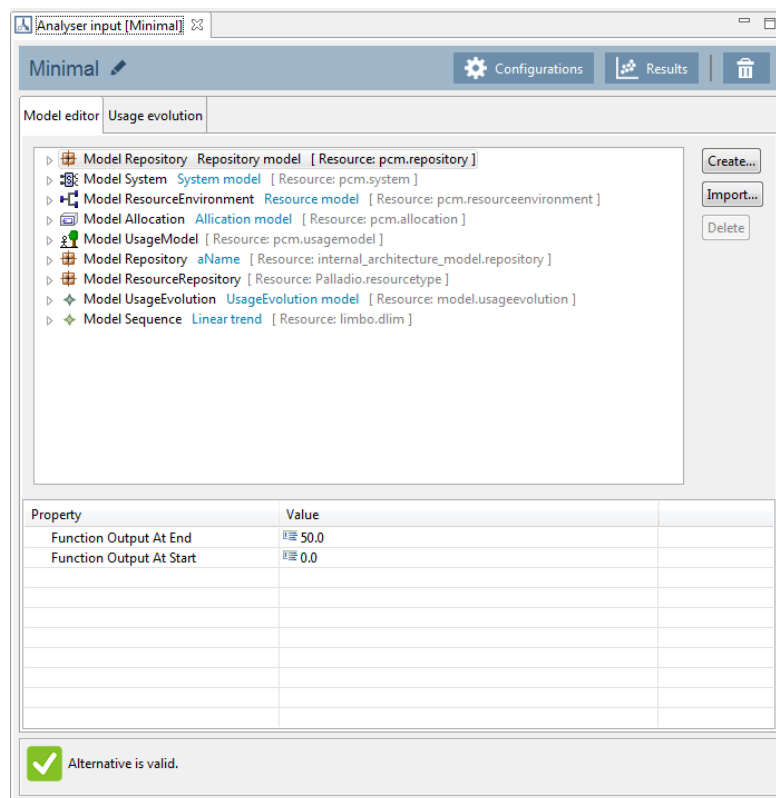 Analyser input [Minimal]
Minimal Configurations Results
Model editor Usage evolution
Model Repository Repository model [ Resource: pcm.repository ]
Create...
Model System System model [ Resource: pcm.system ]
Model ResourceEnvironment Resource model [ Resource: pcm.resourceenvironment ]
Import...
Model Allocation Allication model [ Resource: pcm.allocation ]
Delete
Model UsageModel [ Resource: pcm.usagemodel ]
Model Repository aName [ Resource: internal_architecture_model.repository ]
Model ResourceRepository [ Resource: Palladio.resourcetype ]
Model UsageEvolution UsageEvolution model [ Resource: model.usageevolution ]
Model Sequence Linear trend [ Resource: limbo.dlim ]
Property Value
Function Output At End 50.0
Function Output At Start 0.0
Alternative is valid.